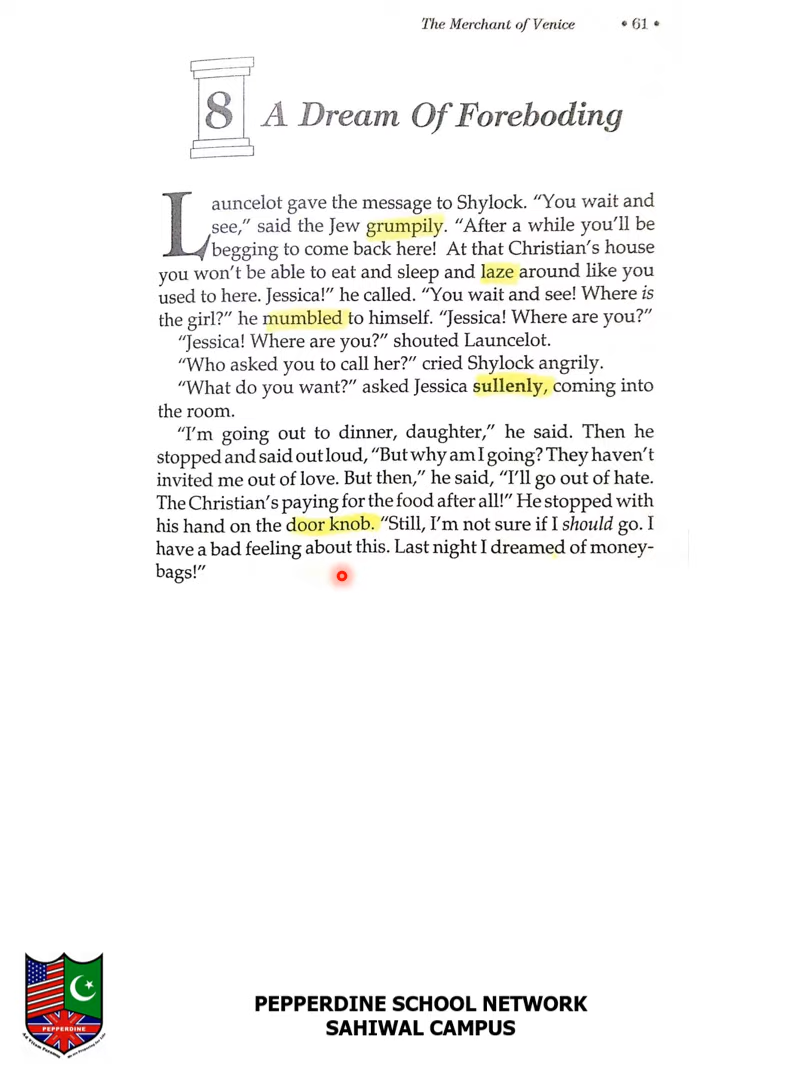 The Merchant of Venice • 61 •
8 A Dream Of Foreboding
Launcelot gave the message to Shylock. “You wait and
see,” said the Jew grumpily. “After a while you’ll be
begging to come back here! At that Christian’s house
you won’t be able to eat and sleep and laze around like you
used to here. Jessica!” he called. “You wait and see! Where is
the girl?” he mumbled to himself. “Jessica! Where are you?”
“Jessica! Where are you?” shouted Launcelot.
“Who asked you to call her?” cried Shylock angrily.
“What do you want?” asked Jessica sullenly, coming into
the room.
“I’m going out to dinner, daughter,” he said. Then he
stopped and said out loud, “But why am I going? They haven’t
invited me out of love. But then,” he said, “I’ll go out of hate.
The Christian’s paying for the food after all!” He stopped with
his hand on the door knob. “Still, I’m not sure if I should go. I
have a bad feeling about this. Last night I dreamed of money-
bags!”
PEPPERDINE
PEPPERDINE SCHOOL NETWORK
SAHIWAL CAMPUS